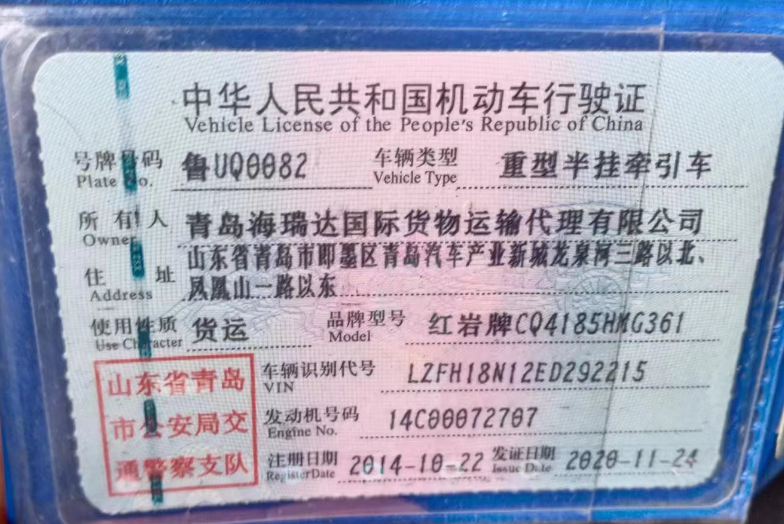 中华人民共和国机动车行驶证
Vehicle License of the People's Republic of China
号牌号码 鲁UQ0082 车辆类型 重型半挂牵引车
Plate No. Vehicle Type
所有人 青岛海瑞达国际货物运输代理有限公司
Owner
住址 山东省青岛市即墨区青岛汽车产业新城龙泉河三路以北、
Address 凤凰山一路以东
使用性质 货运 品牌型号 红岩牌CQ4185HMG361
Use Character Model
山东省青岛
市公安局交
通警察支队
车辆识别代号 LZFH18N12ED292215
VIN
发动机号码 14C00072707
Engine No.
注册日期 2014-10-22 发证日期 2020-11-24
Register Date Issue Date